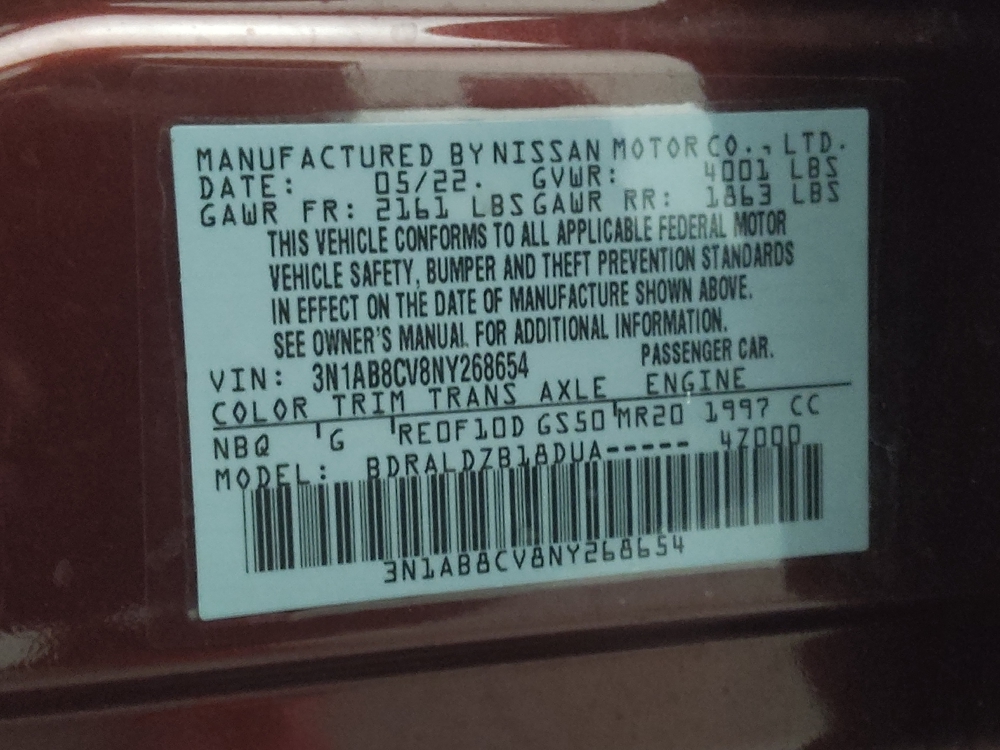 MANUFACTURED BY NISSAN MOTOR CO., LTD.
DATE: 05/22. GVWR: 4001 LBS
GAWR FR: 2161 LBS GAWR RR: 1863 LBS
THIS VEHICLE CONFORMS TO ALL APPLICABLE FEDERAL MOTOR
VEHICLE SAFETY, BUMPER AND THEFT PREVENTION STANDARDS
IN EFFECT ON THE DATE OF MANUFACTURE SHOWN ABOVE.
SEE OWNER'S MANUAL FOR ADDITIONAL INFORMATION.
VIN: 3N1AB8CV8NY268654 PASSENGER CAR.
COLOR TRIM TRANS AXLE ENGINE
NBQ 'G 'RE0F10D GS50 'MR20 1997 CC
MODEL: BDRALDZB18DUA----- 4Z000
3N1AB8CV8NY268654